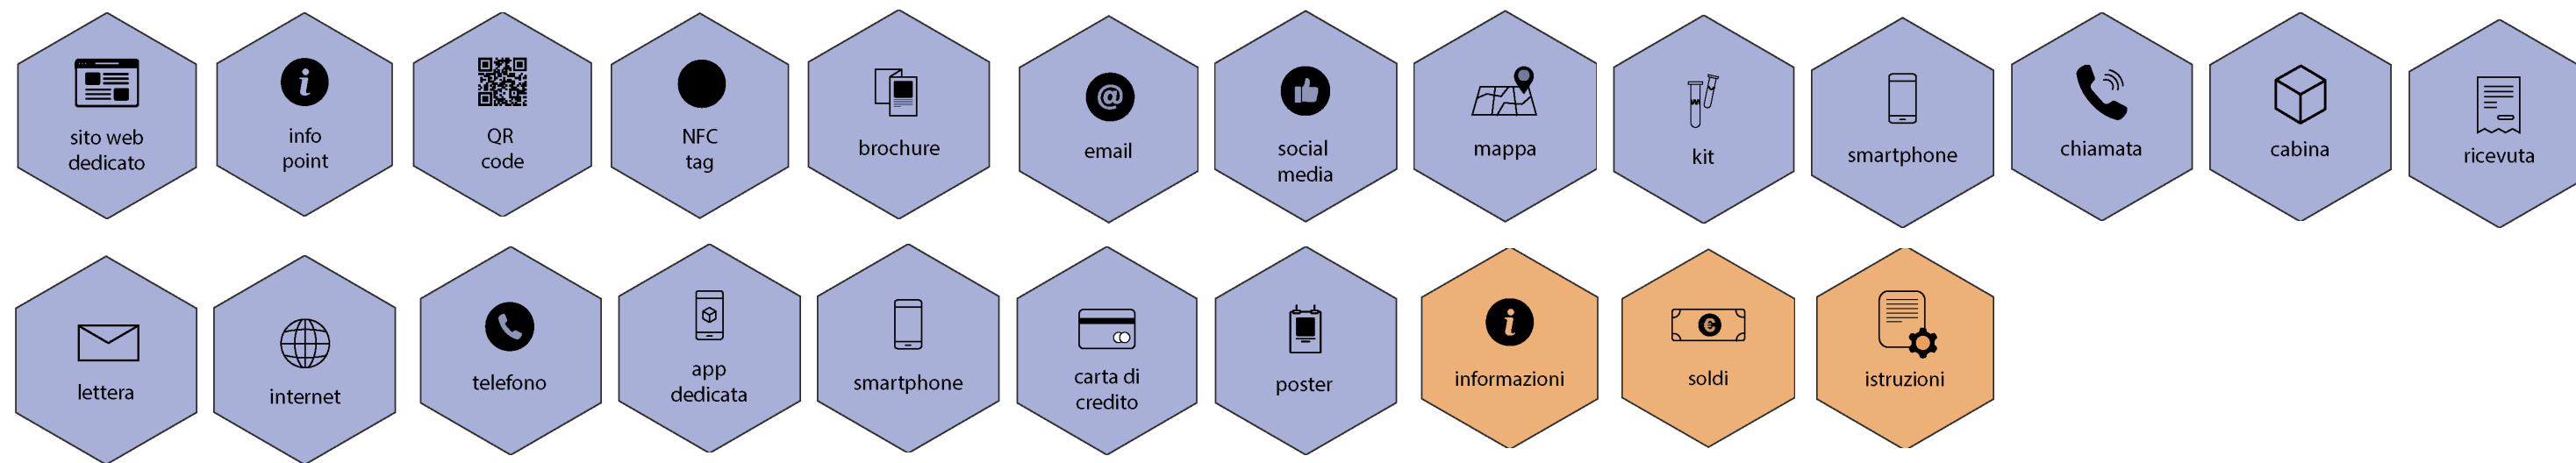 sito web
dedicato
info
point
QR
code
NFC
tag
brochure
email
social
media
mappa
kit
smartphone
chiamata
cabina
ricevuta
lettera
internet
telefono
app
dedicata
smartphone
carta di
credito
poster
informazioni
soldi
istruzioni